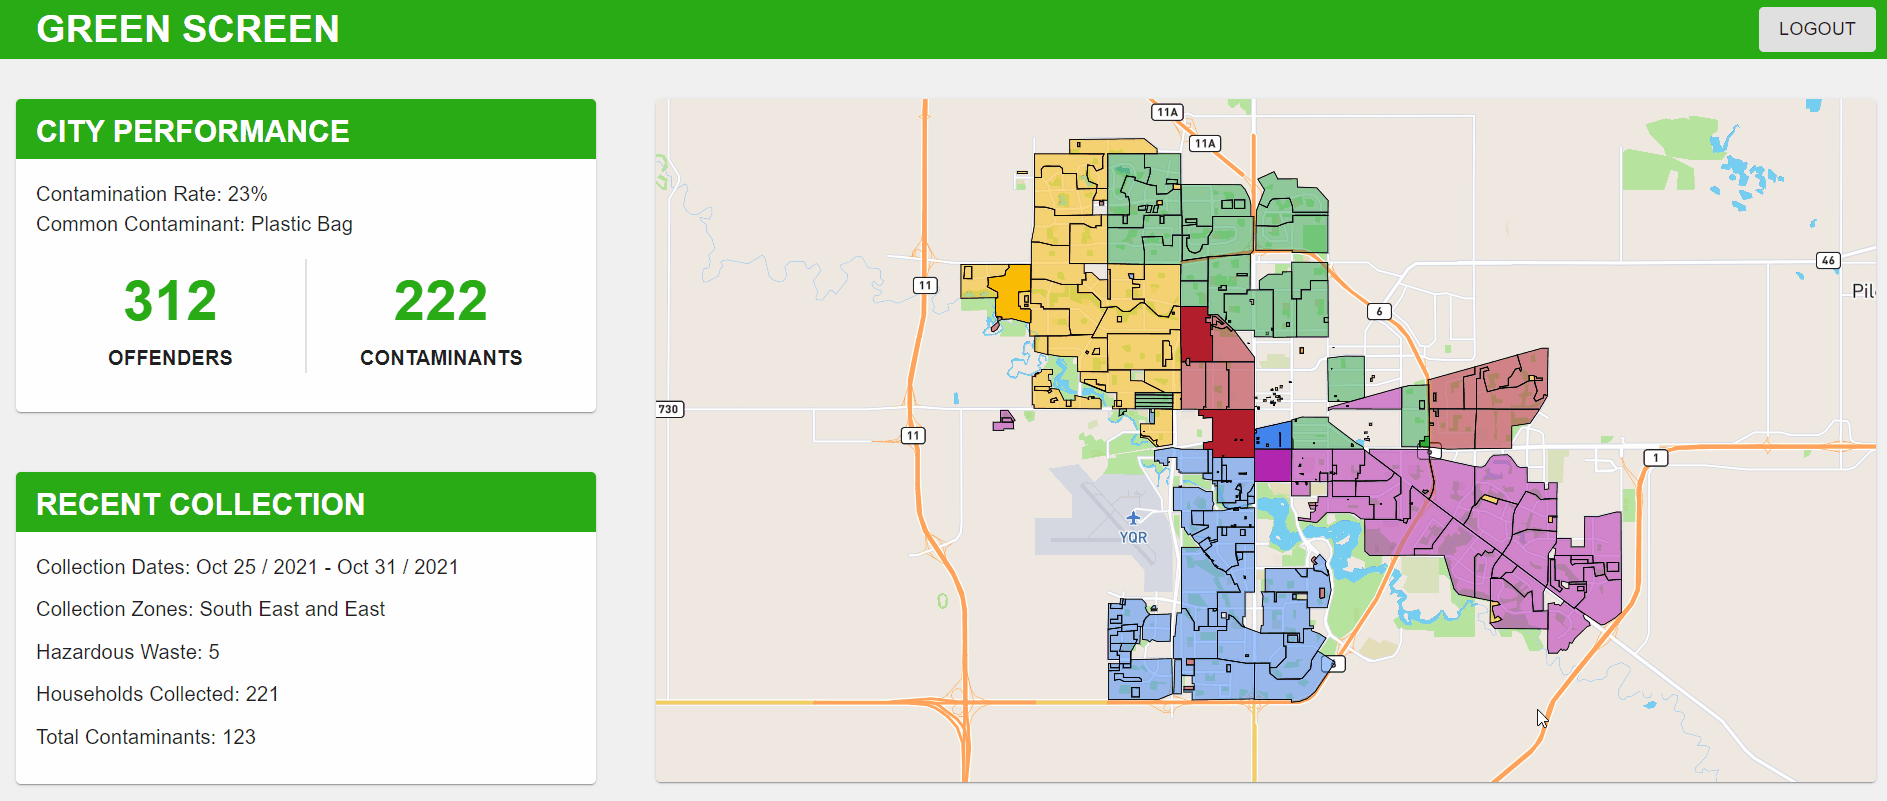 GREEN SCREEN
LOGOUT
CITY PERFORMANCE
Contamination Rate: 23%
Common Contaminant: Plastic Bag
312
222
OFFENDERS
CONTAMINANTS
RECENT COLLECTION
Collection Dates: Oct 25 / 2021 - Oct 31 / 2021
Collection Zones: South East and East
Hazardous Waste: 5
Households Collected: 221
Total Contaminants: 123
11A
11A
46
11
Pil
6
730
11
1
YQR